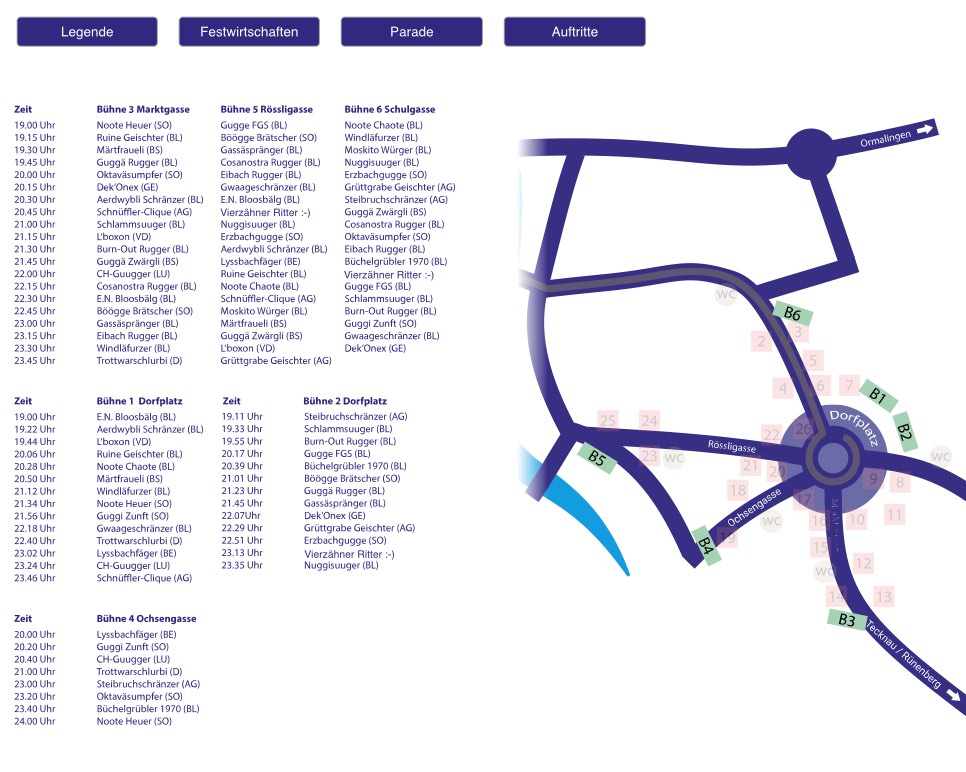 Legende Festwirtschaften Parade Auftritte
Zeit Bühne 3 Marktgasse Bühne 5 Rössligasse Bühne 6 Schulgasse
19.00 Uhr Noote Heuer (SO) Gugge FGS (BL) Noote Chaote (BL)
19.15 Uhr Ruine Geischter (BL) Böögge Brätscher (SO) Windläfurzer (BL)
19.30 Uhr Märtfraueli (BS) Gassäspränger (BL) Moskito Würger (BL)
19.45 Uhr Guggä Rugger (BL) Cosanostra Rugger (BL) Nuggisuuger (BL)
20.00 Uhr Oktaväsumpfer (SO) Eibach Rugger (BL) Erzbachgugge (SO)
20.15 Uhr Dek'Onex (GE) Gwaageschränzer (BL) Grüttgrabe Geischter (AG)
20.30 Uhr Aerdwybli Schränzer (BL) E.N. Bloosbälg (BL) Steibruchschränzer (AG)
20.45 Uhr Schnüffler-Clique (AG) Vierzähner Ritter :-) Guggä Zwärgli (BS)
21.00 Uhr Schlammsuuger (BL) Nuggisuuger (BL) Cosanostra Rugger (BL)
21.15 Uhr L'boxon (VD) Erzbachgugge (SO) Oktaväsumpfer (SO)
21.30 Uhr Burn-Out Rugger (BL) Aerdwybli Schränzer (BL) Eibach Rugger (BL)
21.45 Uhr Guggä Zwärgli (BS) Lyssbachfäger (BE) Büchelgrübler 1970 (BL)
22.00 Uhr CH-Guugger (LU) Ruine Geischter (BL) Vierzähner Ritter :-)
22.15 Uhr Cosanostra Rugger (BL) Noote Chaote (BL) Gugge FGS (BL)
22.30 Uhr E.N. Bloosbälg (BL) Schnüffler-Clique (AG) Schlammsuuger (BL)
22.45 Uhr Böögge Brätscher (SO) Moskito Würger (BL) Burn-Out Rugger (BL)
23.00 Uhr Gassäspränger (BL) Märtfraueli (BS) Guggi Zunft (SO)
23.15 Uhr Eibach Rugger (BL) Guggä Zwärgli (BS) Gwaageschränzer (BL)
23.30 Uhr Windläfurzer (BL) L'boxon (VD) Dek'Onex (GE)
23.45 Uhr Trottwarschlurbi (D) Grüttgrabe Geischter (AG)
Zeit Bühne 1 Dorfplatz Zeit Bühne 2 Dorfplatz
19.00 Uhr E.N. Bloosbälg (BL) 19.11 Uhr Steibruchschränzer (AG)
19.22 Uhr Aerdwybli Schränzer (BL) 19.33 Uhr Schlammsuuger (BL)
19.44 Uhr L'boxon (VD) 19.55 Uhr Burn-Out Rugger (BL)
20.06 Uhr Ruine Geischter (BL) 20.17 Uhr Gugge FGS (BL)
20.28 Uhr Noote Chaote (BL) 20.39 Uhr Büchelgrübler 1970 (BL)
20.50 Uhr Märtfraueli (BS) 21.01 Uhr Böögge Brätscher (SO)
21.12 Uhr Windläfurzer (BL) 21.23 Uhr Guggä Rugger (BL)
21.34 Uhr Noote Heuer (SO) 21.45 Uhr Gasläspränger (BL)
21.56 Uhr Guggi Zunft (SO) 22.07Uhr Dek'Onex (GE)
22.18 Uhr Gwaageschränzer (BL) 22.29 Uhr Grüttgrabe Geischter (AG)
22.40 Uhr Trottwarschlurbi (D) 22.51 Uhr Erzbachgugge (SO)
23.02 Uhr Lyssbachfäger (BE) 23.13 Uhr Vierzähner Ritter :-)
23.24 Uhr CH-Guugger (LU) 23.35 Uhr Nuggisuuger (BL)
23.46 Uhr Schnüffler-Clique (AG)
Zeit Bühne 4 Ochsengasse
20.00 Uhr Lyssbachfäger (BE)
20.20 Uhr Guggi Zunft (SO)
20.40 Uhr CH-Guugger (LU)
21.00 Uhr Trottwarschlurbi (D)
23.00 Uhr Steibruchschränzer (AG)
23.20 Uhr Oktaväsumpfer (SO)
23.40 Uhr Büchelgrübler 1970 (BL)
24.00 Uhr Noote Heuer (SO)
Ormalingen
WC
B6
3
2
5
4 6 7
B1
25 24
Dorfplatz
B2
22 26
Rössligasse
B5 23 WC
WC
21 20
9 8
18
17
Ochsengasse
WC 16 10 11
B4 19
15
WC 12
14 13
B3
Tecknau / Rünenberg